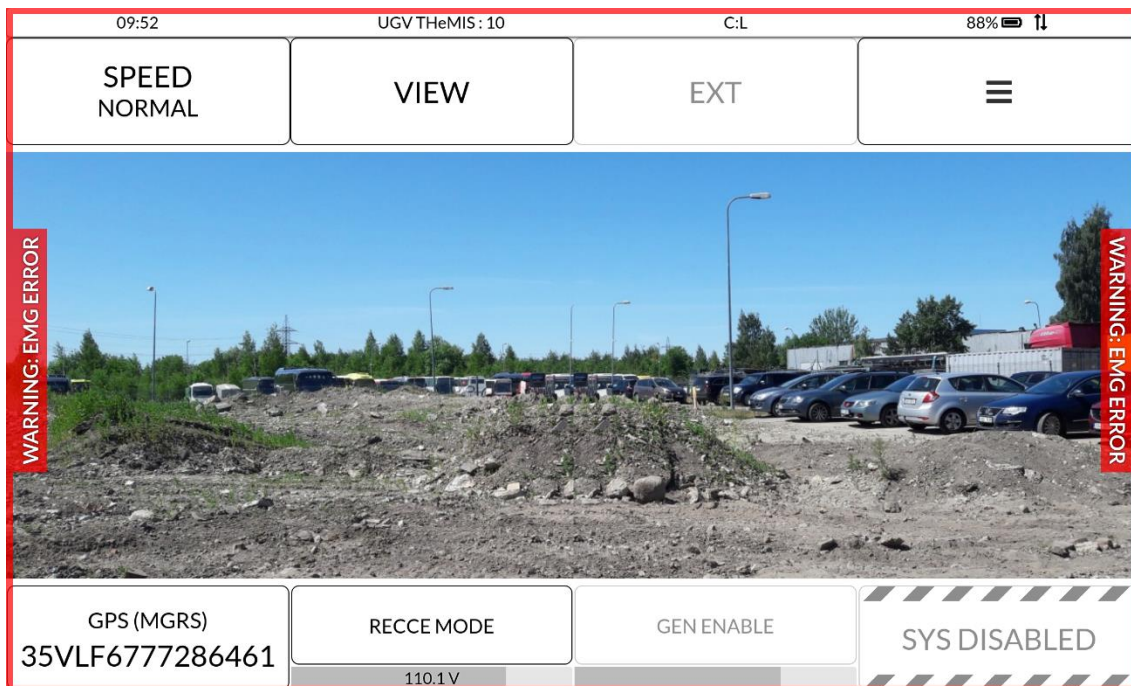 09:52
UGV THeMIS : 10
C:L
88%
SPEED
NORMAL
VIEW
EXT
WARNING: EMG ERROR
WARNING: EMG ERROR
GPS (MGRS)
35VLF6777286461
RECCE MODE
110.1 V
GEN ENABLE
SYS DISABLED